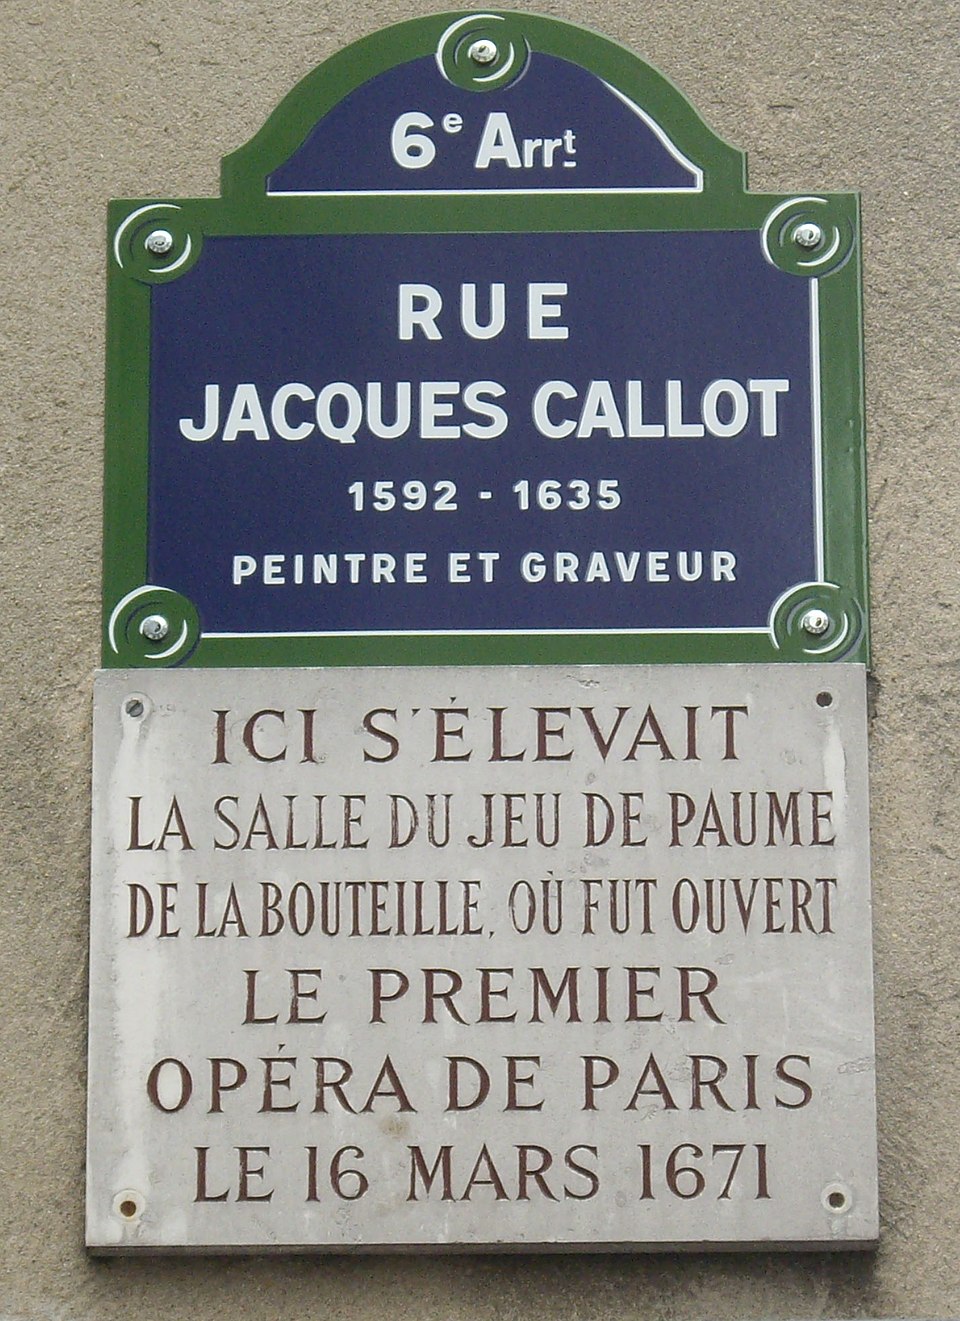 6e Arrt
RUE
JACQUES CALLOT
1592 - 1635
PEINTRE ET GRAVEUR
ICI S'ÉLEVAIT
LA SALLE DU JEU DE PAUME
DE LA BOUTEILLE, OÙ FUT OUVERT
LE PREMIER
OPÉRA DE PARIS
LE 16 MARS 1671